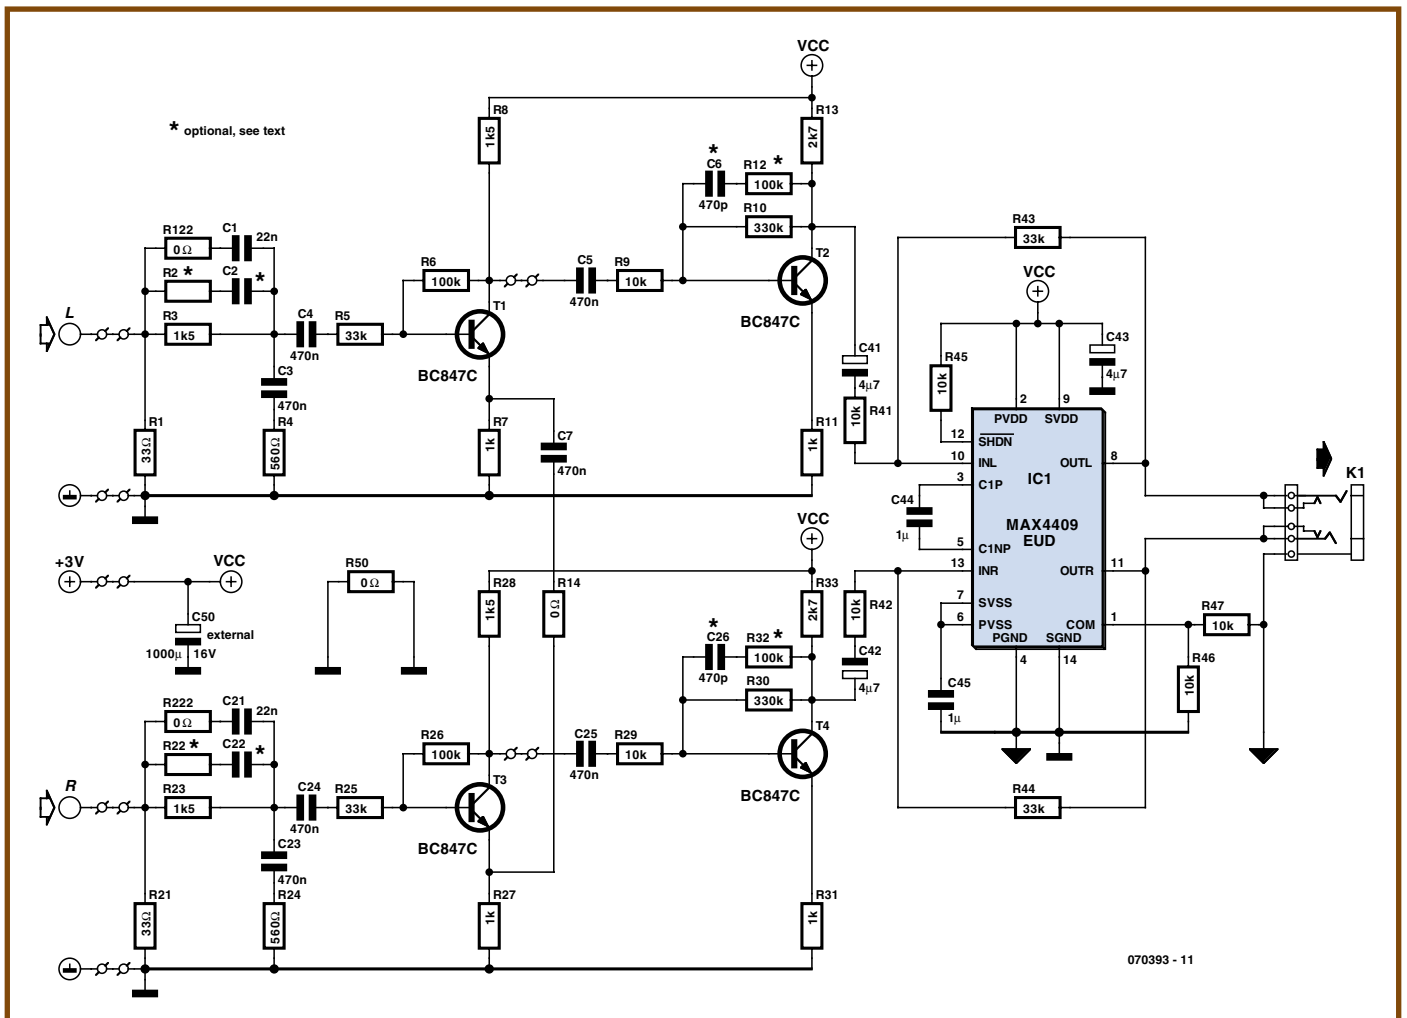 VCC
* optional, see text
R8
1k5
R13
2k7
*
C6
470p
R12 *
100k
R10
330k
R122
0Ω
C1
22n
R2 *
C2 *
R3
1k5
L
C4
470n
R5
33k
R6
100k
T1
BC847C
C5
470n
R9
10k
T2
BC847C
C3
470n
R1
33Ω
R4
560Ω
R7
1k
C7
470n
R11
1k
C41
4µ7
R41
10k
R43
33k
VCC
R45
10k
C43
4µ7
2
9
PVDD
SVDD
12
SHDN
10
INL
OUTL
8
3
C1P
IC1
C44
1µ
MAX4409
EUD
5
C1NP
13
INR
OUTR
11
7
SVSS
6
PVSS
COM
1
PGND
SGND
4
14
K1
R47
10k
R46
10k
C45
1µ
R44
33k
+3V
VCC
C50
external
1000µ
16V
R50
0Ω
R28
1k5
R14
0Ω
VCC
R33
2k7
R42
10k
C42
4µ7
*
C26
470p
R32 *
100k
R30
330k
R222
0Ω
C21
22n
R22 *
C22 *
R23
1k5
R
C24
470n
R25
33k
R26
100k
T3
BC847C
C25
470n
R29
10k
T4
BC847C
C23
470n
R21
33Ω
R24
560Ω
R27
1k
R31
1k
070393 - 11